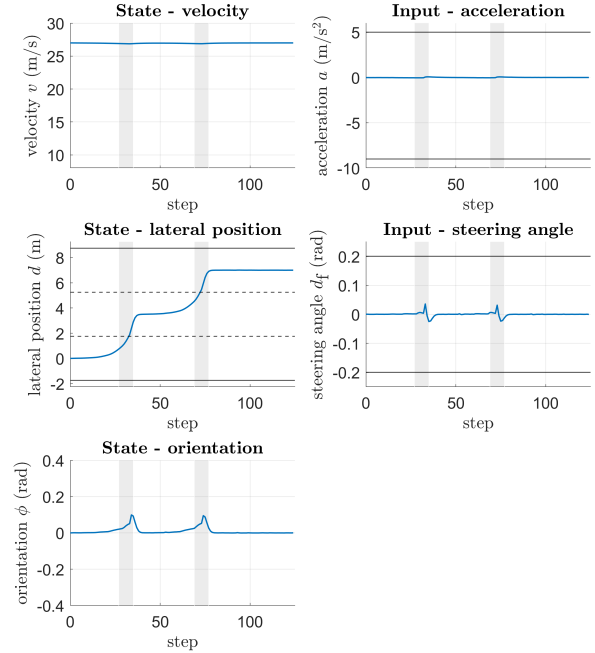 State - velocity
velocity v (m/s)
30
25
20
15
10
0
50
100
step
Input - acceleration
acceleration a (m/s²)
5
0
-5
-10
0
50
100
step
State - lateral position
lateral position d (m)
8
6
4
2
0
-2
0
50
100
step
Input - steering angle
steering angle d_f (rad)
0.2
0.1
0
-0.1
-0.2
0
50
100
step
State - orientation
orientation ϕ (rad)
0.4
0.2
0
-0.2
-0.4
0
50
100
step